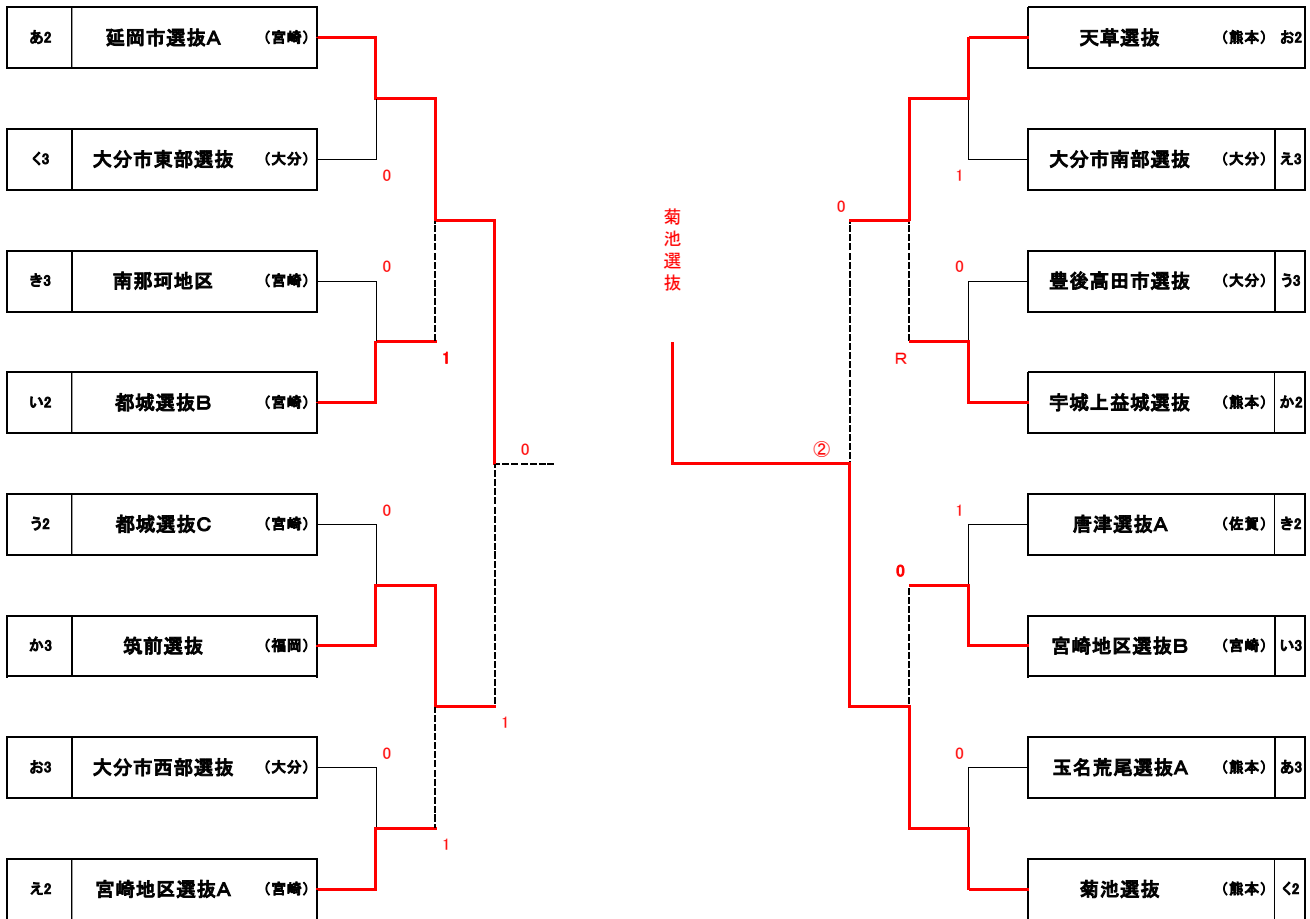 あ2 延岡市選抜A （宮崎）
く3 大分市東部選抜 （大分）
0
き3 南那珂地区 （宮崎）
0
1
い2 都城選抜B （宮崎）
0
う2 都城選抜C （宮崎）
0
か3 筑前選抜 （福岡）
1
お3 大分市西部選抜 （大分）
0
1
え2 宮崎地区選抜A （宮崎）
菊池選抜
②
天草選抜 （熊本） お2
大分市南部選抜 （大分） え3
1
0
豊後高田市選抜 （大分） う3
0
R
宇城上益城選抜 （熊本） か2
唐津選抜A （佐賀） き2
1
0
宮崎地区選抜B （宮崎） い3
玉名荒尾選抜A （熊本） あ3
0
菊池選抜 （熊本） く2